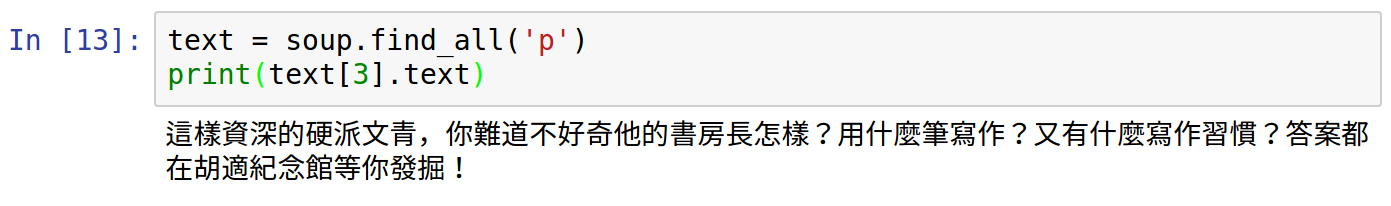 In [13]: text = soup.find_all('p')
print(text[3].text)
這樣資深的硬派文青，你難道不好奇他的書房長怎樣？用什麼筆寫作？又有什麼寫作習慣？答案都
在胡適紀念館等你發掘！